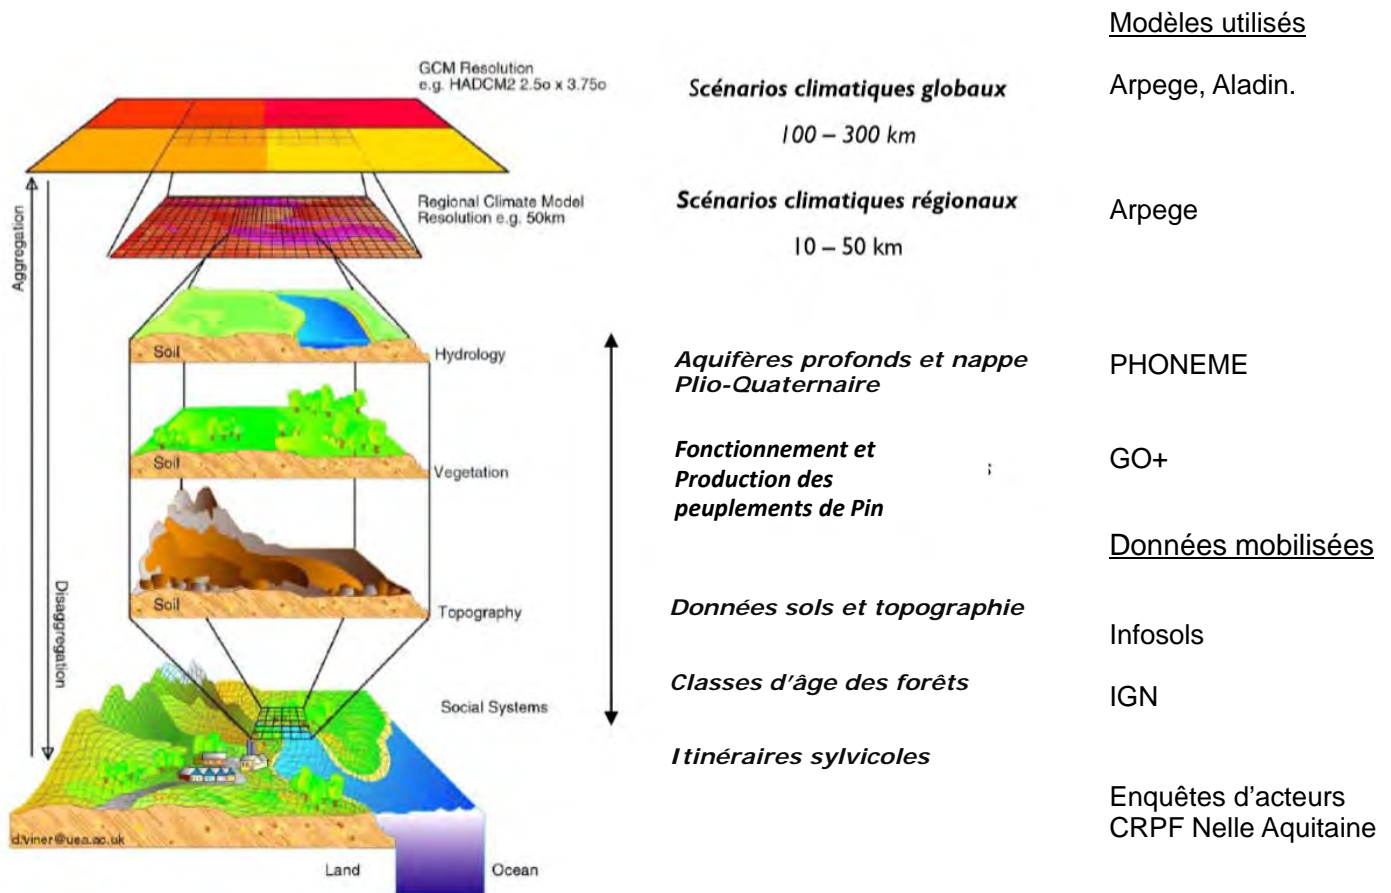 Modèles utilisés
GCM Resolution
e.g. HADCM2 2.5o x 3.75o
Scénarios climatiques globaux
100 – 300 km
Arpege, Aladin.
Regional Climate Model
Resolution e.g. 50km
Scénarios climatiques régionaux
10 – 50 km
Arpege
Aggregation
Disaggregation
Soil
Hydrology
Aquifères profonds et nappe
Plio-Quaternaire
PHONEME
Soil
Vegetation
Fonctionnement et
Production des
peuplements de Pin
GO+
Données mobilisées
Soil
Topography
Données sols et topographie
Infosols
Social Systems
Classes d'âge des forêts
IGN
Itinéraires sylvicoles
Enquêtes d'acteurs
CRPF Nelle Aquitaine
d.viner@uea.ac.uk
Land
Ocean